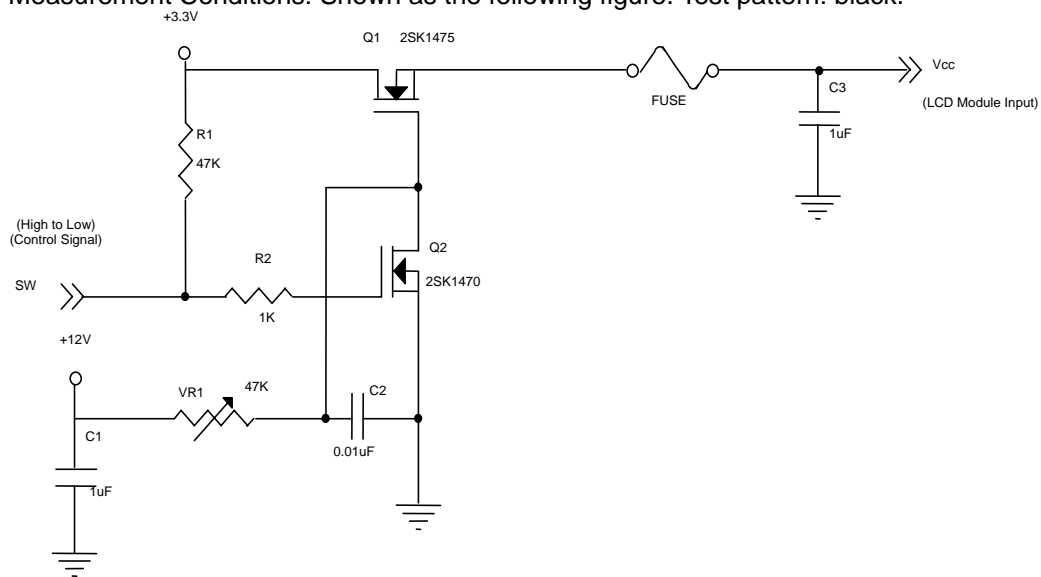 Measurement Conditions: Shown as the following figure. Test pattern: black.
+3.3V
Q1 2SK1475
Vcc
(LCD Module Input)
FUSE
C3
1uF
R1
47K
(High to Low)
(Control Signal)
SW
R2
1K
Q2
2SK1470
+12V
VR1
47K
C2
0.01uF
C1
1uF